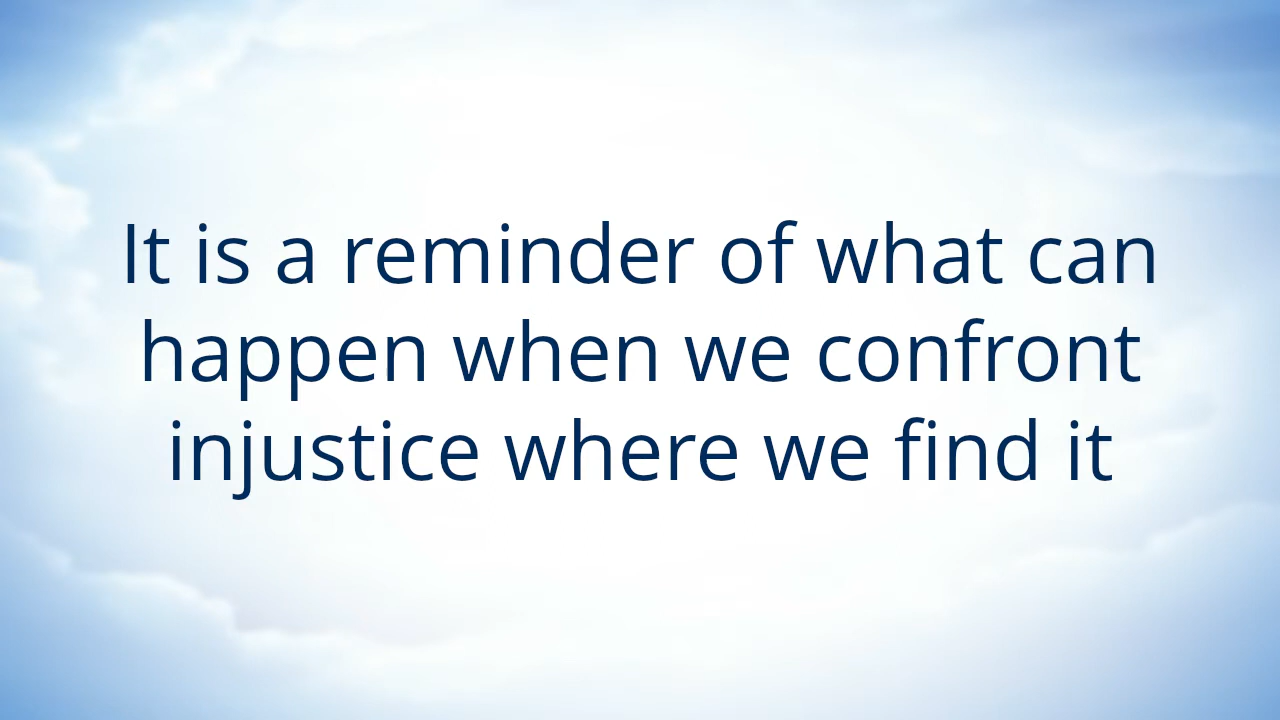 It is a reminder of what can
happen when we confront
injustice where we find it